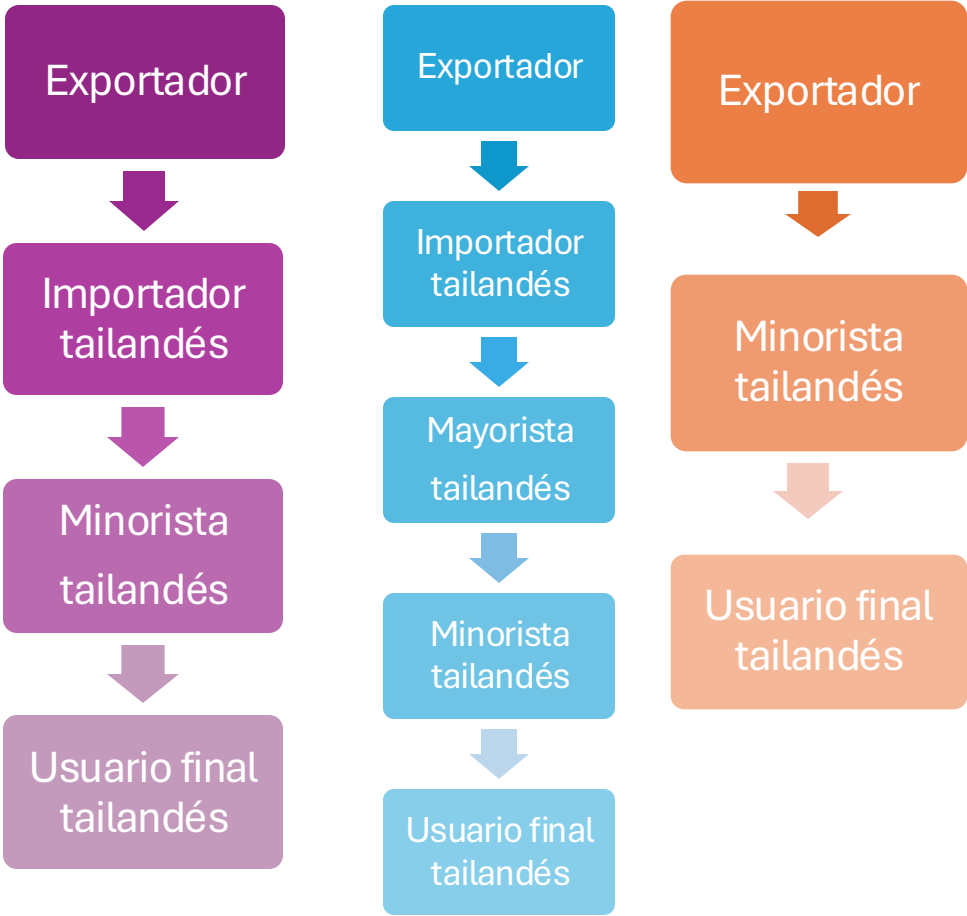 Exportador
Importador
tailandés
Minorista
tailandés
Usuario final
tailandés
Exportador
Importador
tailandés
Mayorista
tailandés
Minorista
tailandés
Usuario final
tailandés
Exportador
Minorista
tailandés
Usuario final
tailandés